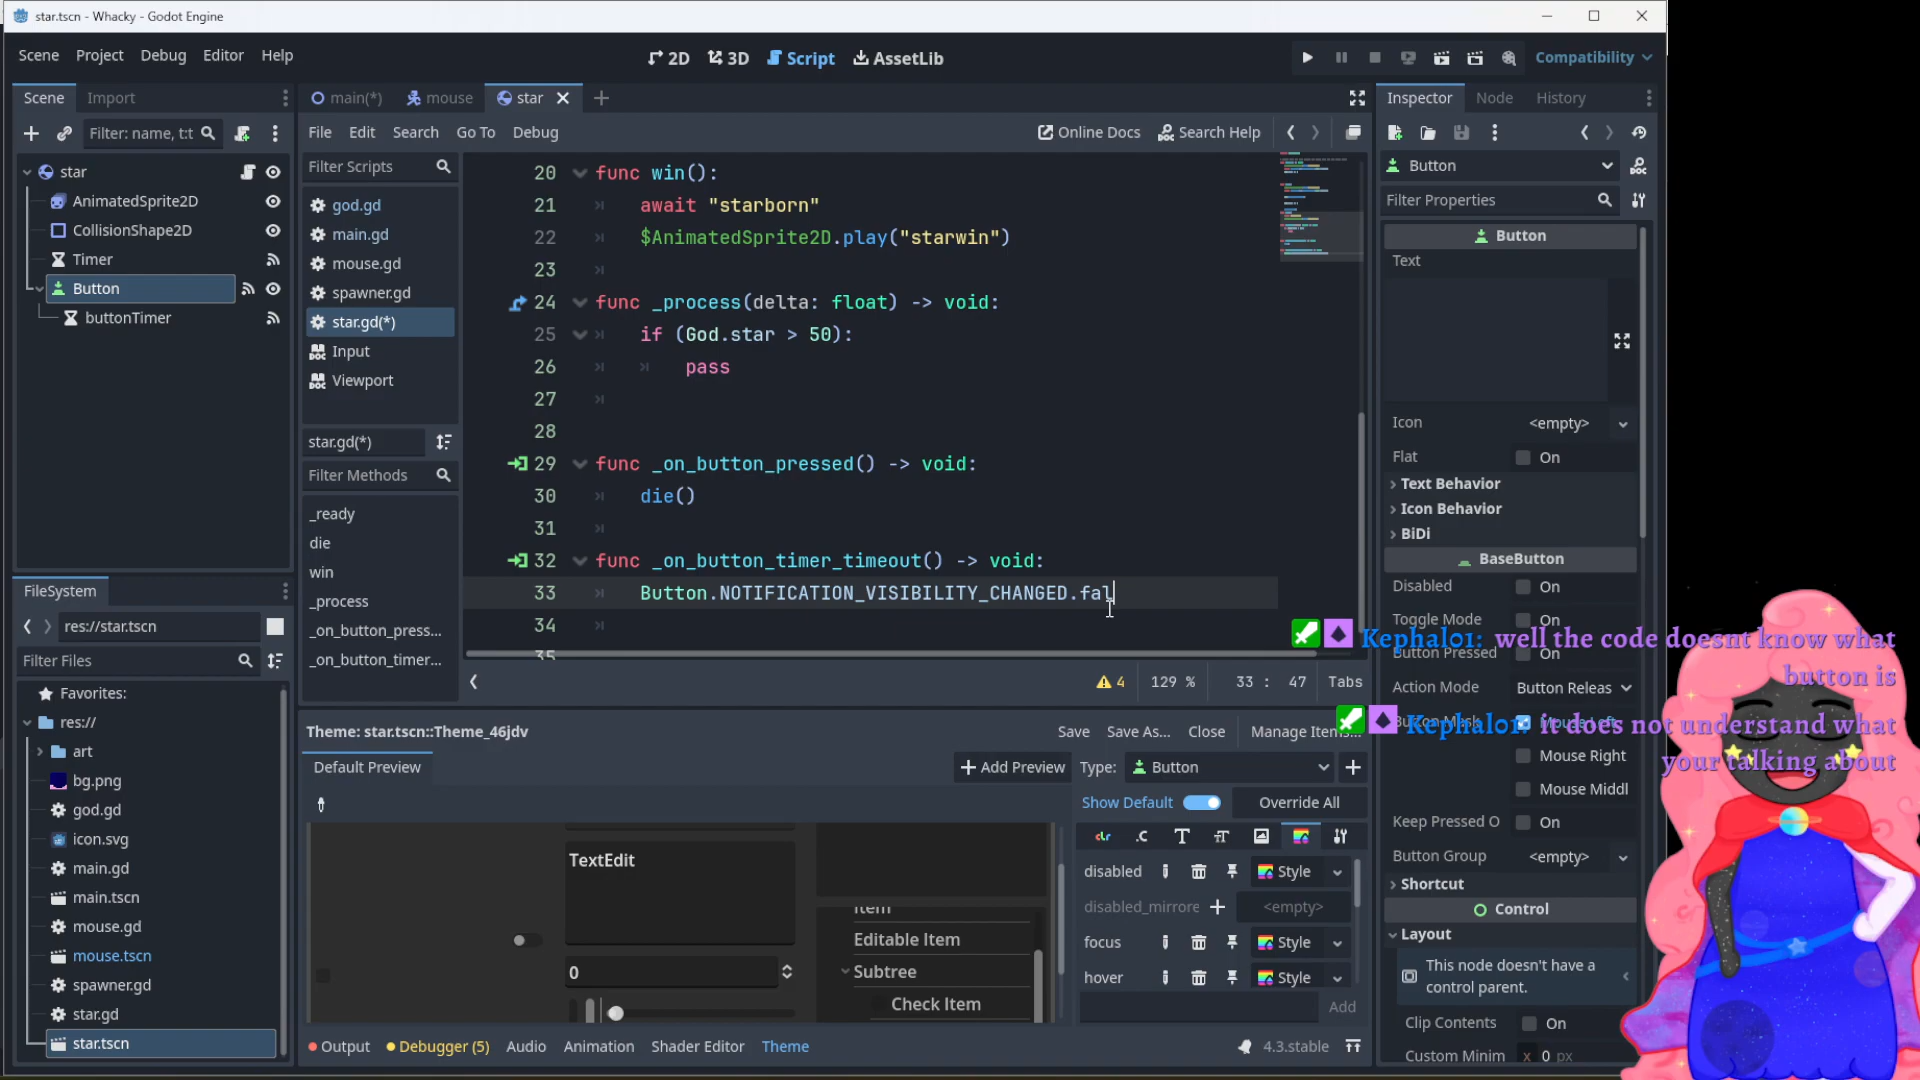 star.tscn - Whacky - Godot Engine
Scene Project Debug Editor Help
2D 3D Script AssetLib
Compatibility
Scene Import
Filter: name, t:t
star
AnimatedSprite2D
CollisionShape2D
Timer
Button
buttonTimer
FileSystem
res://star.tscn
Filter Files
Favorites:
res://
art
bg.png
god.gd
icon.svg
main.gd
main.tscn
mouse.gd
mouse.tscn
spawner.gd
star.gd
star.tscn
main(*) mouse star
File Edit Search Go To Debug
Online Docs Search Help
Filter Scripts
god.gd
main.gd
mouse.gd
spawner.gd
star.gd(*)
Input
Viewport
star.gd(*)
Filter Methods
_ready
die
win
_process
_on_button_press...
_on_button_timer...
20 func win():
21 await "starborn"
22 $AnimatedSprite2D.play("starwin")
23
24 func _process(delta: float) -> void:
25 if (God.star > 50):
26 pass
27
28
29 func _on_button_pressed() -> void:
30 die()
31
32 func _on_button_timer_timeout() -> void:
33 Button.NOTIFICATION_VISIBILITY_CHANGED.fal
34
35
4 129 % 33 : 47 Tabs
Theme: star.tscn::Theme_46jdv
Save Save As... Close Manage Items...
Default Preview
Add Preview Type: Button
Show Default Override All
TextEdit
0
Item
Editable Item
Subtree
Check Item
disabled Style
disabled_mirrore <empty>
focus Style
hover Style
Add
Output Debugger (5) Audio Animation Shader Editor Theme
4.3.stable
Inspector Node History
Button
Filter Properties
Button
Text
Icon <empty>
Flat On
Text Behavior
Icon Behavior
BiDi
BaseButton
Disabled On
Toggle Mode On
Button Pressed On
Action Mode Button Releas
Button Mask Mouse Left
Mouse Right
Mouse Middl
Keep Pressed O On
Button Group <empty>
Shortcut
Control
Layout
This node doesn't have a
control parent.
Clip Contents On
Custom Minim x 0 px
Kephal01: well the code doesnt know what
button is
Kephal01: it does not understand what
your talking about